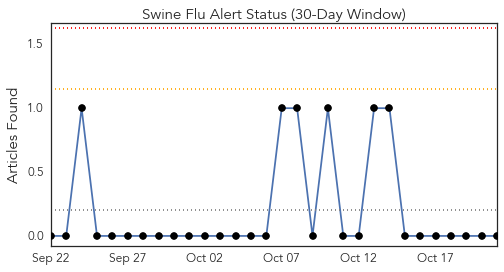 Swine Flu Alert Status (30-Day Window)
Articles Found
1.5
1.0
0.5
0.0
Sep 22 Sep 27 Oct 02 Oct 07 Oct 12 Oct 17